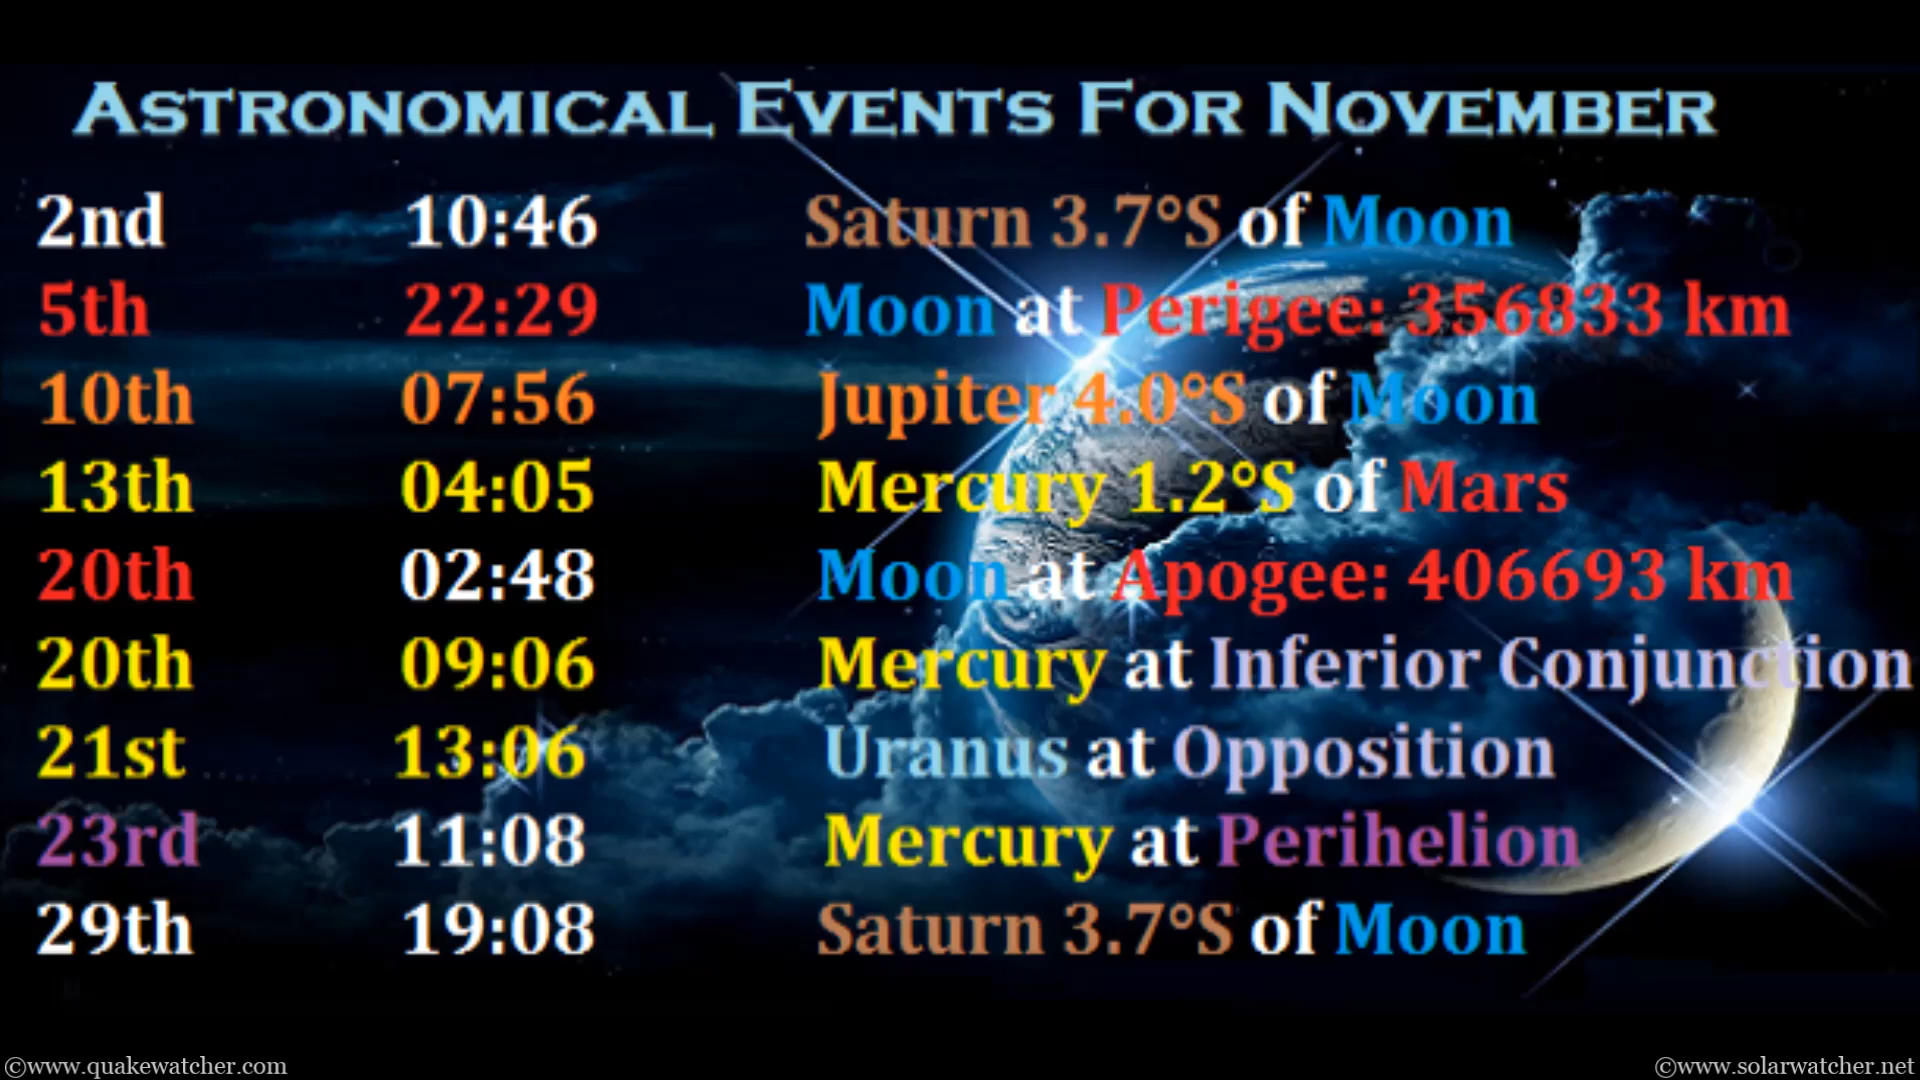 Astronomical Events For November
2nd 10:46 Saturn 3.7°S of Moon
5th 22:29 Moon at Perigee: 356833 km
10th 07:56 Jupiter 4.0°S of Moon
13th 04:05 Mercury 1.2°S of Mars
20th 02:48 Moon at Apogee: 406693 km
20th 09:06 Mercury at Inferior Conjunction
21st 13:06 Uranus at Opposition
23rd 11:08 Mercury at Perihelion
29th 19:08 Saturn 3.7°S of Moon
©www.quakewatcher.com ©www.solarwatcher.net